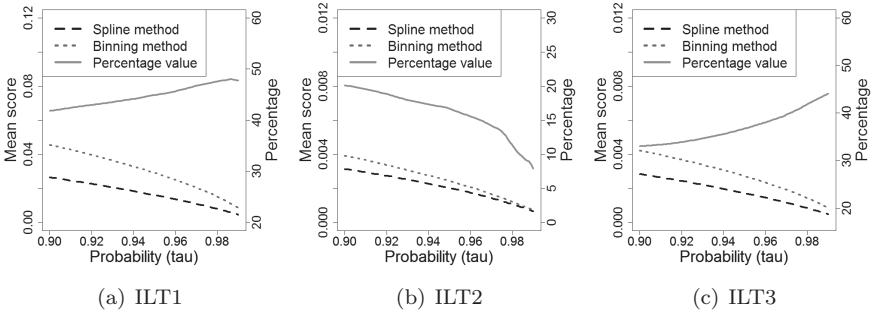 0.12
0.08
0.04
0.00
Mean score
Spline method
Binning method
Percentage value
60
50
40
30
20
Percentage
0.90 0.92 0.94 0.96 0.98
Probability (tau)
(a) ILT1
0.012
0.008
0.004
0.000
Mean score
Spline method
Binning method
Percentage value
30
25
20
15
10
5
0
Percentage
0.90 0.92 0.94 0.96 0.98
Probability (tau)
(b) ILT2
0.012
0.008
0.004
0.000
Mean score
Spline method
Binning method
Percentage value
60
50
40
30
20
Percentage
0.90 0.92 0.94 0.96 0.98
Probability (tau)
(c) ILT3